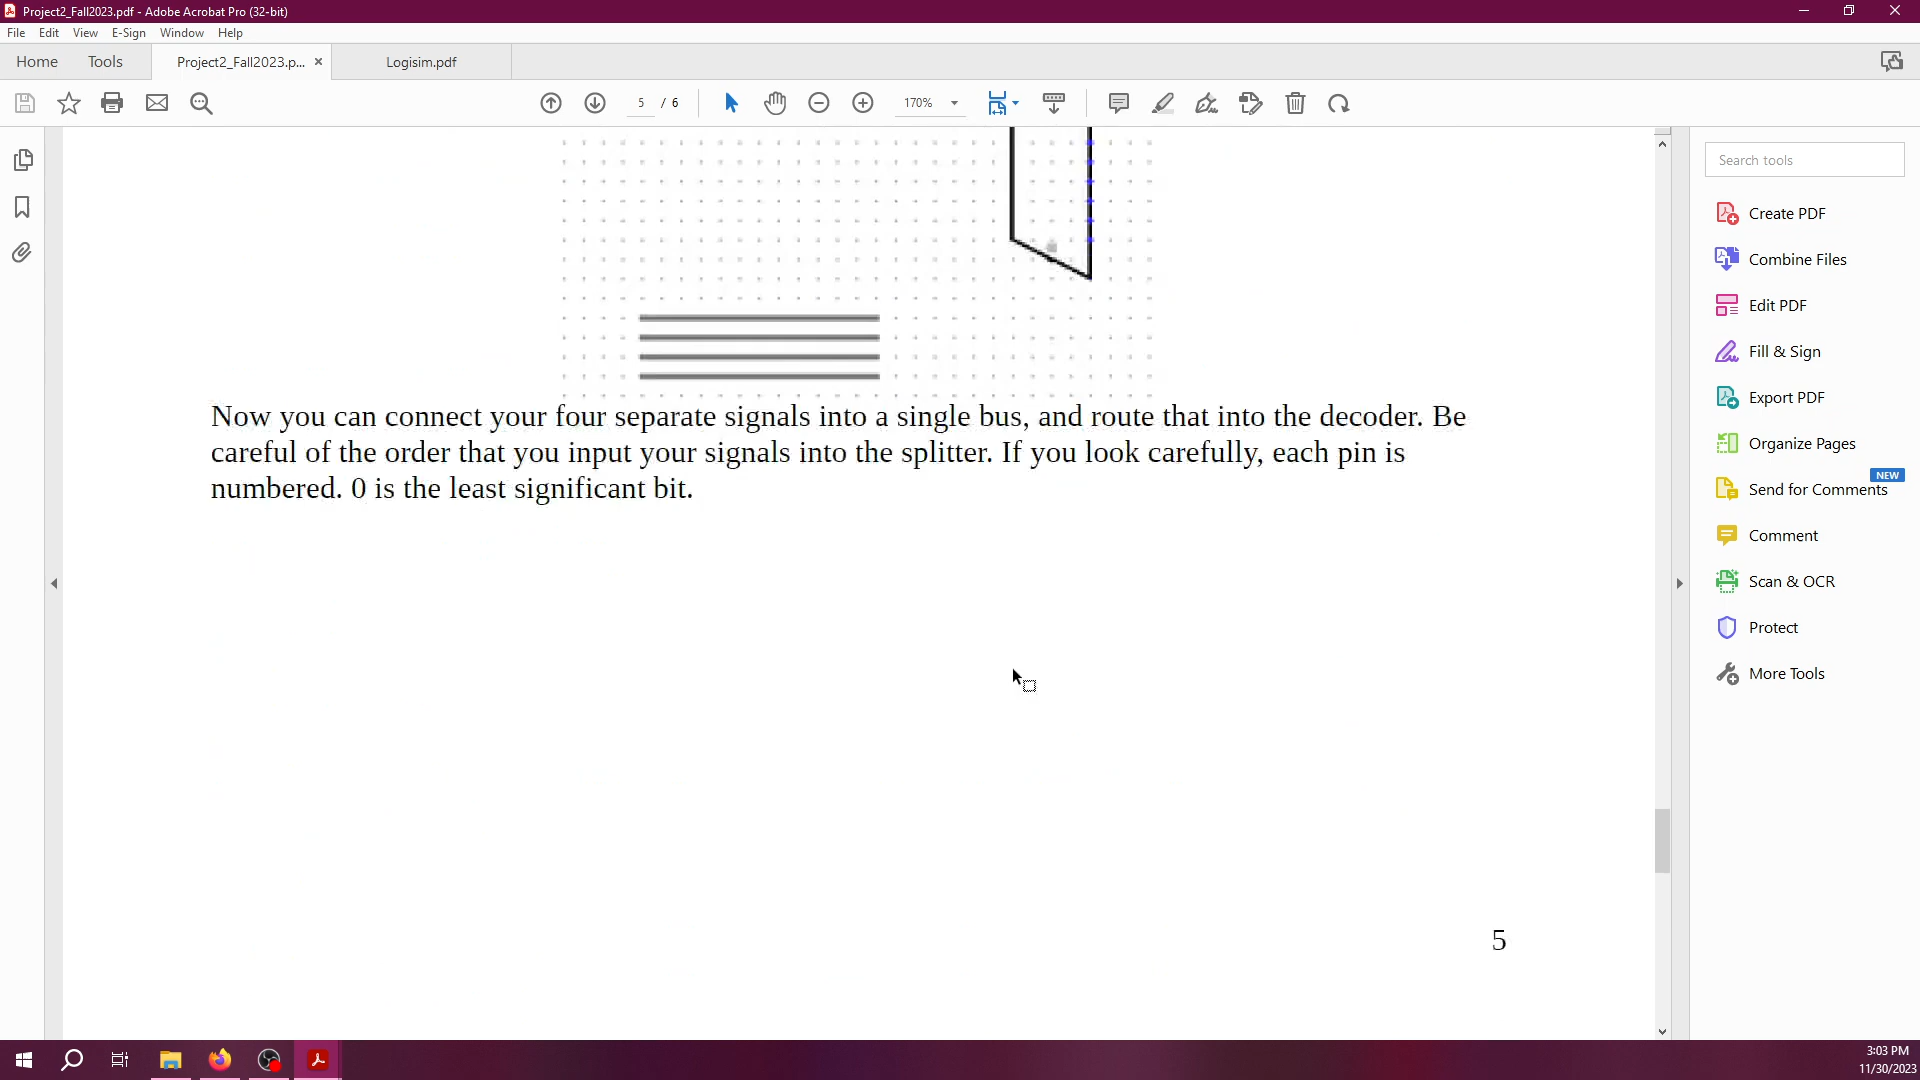 Project2_Fall2023.pdf - Adobe Acrobat Pro (32-bit)
File Edit View E-Sign Window Help
Home Tools Project2_Fall2023.p... × Logisim.pdf
5 / 6 170%
Search tools
Create PDF
Combine Files
Edit PDF
Fill & Sign
Export PDF
Organize Pages
NEW
Send for Comments
Comment
Scan & OCR
Protect
More Tools
Now you can connect your four separate signals into a single bus, and route that into the decoder. Be
careful of the order that you input your signals into the splitter. If you look carefully, each pin is
numbered. 0 is the least significant bit.
5
3:03 PM
11/30/2023